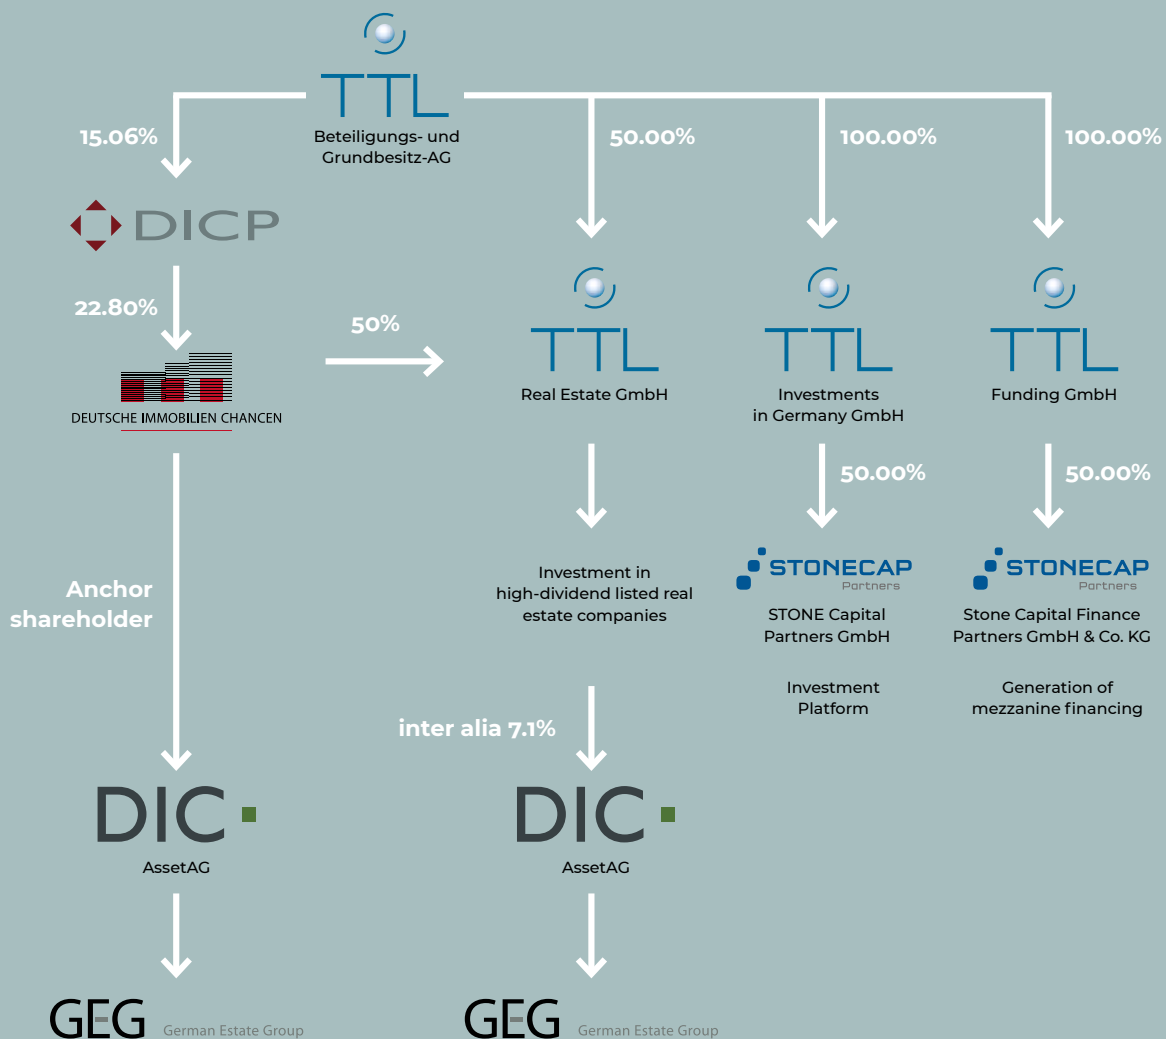 TTL
Beteiligungs- und
Grundbesitz-AG
15.06%
50.00%
100.00%
100.00%
DICP
22.80%
50%
DEUTSCHE IMMOBILIEN CHANCEN
TTL
Real Estate GmbH
TTL
Investments
in Germany GmbH
TTL
Funding GmbH
50.00%
50.00%
Anchor
shareholder
Investment in
high-dividend listed real
estate companies
STONECAP
Partners
STONE Capital
Partners GmbH
Investment
Platform
STONECAP
Partners
Stone Capital Finance
Partners GmbH & Co. KG
Generation of
mezzanine financing
inter alia 7.1%
DIC
AssetAG
DIC
AssetAG
GEG German Estate Group
GEG German Estate Group